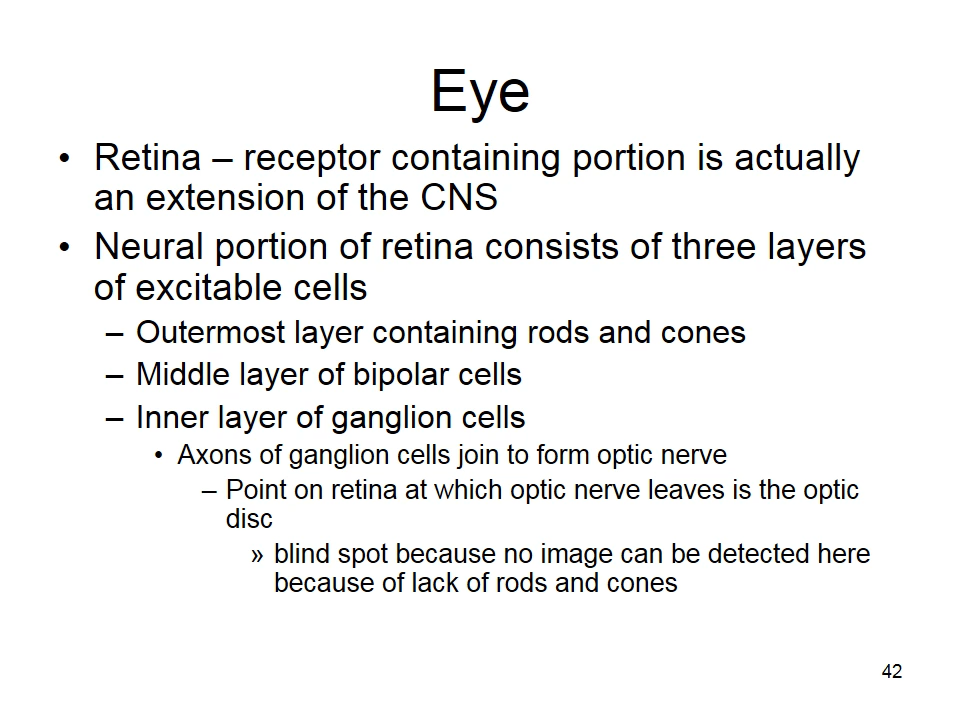 Eye
• Retina – receptor containing portion is actually
an extension of the CNS
• Neural portion of retina consists of three layers
of excitable cells
– Outermost layer containing rods and cones
– Middle layer of bipolar cells
– Inner layer of ganglion cells
• Axons of ganglion cells join to form optic nerve
– Point on retina at which optic nerve leaves is the optic
disc
» blind spot because no image can be detected here
because of lack of rods and cones
42